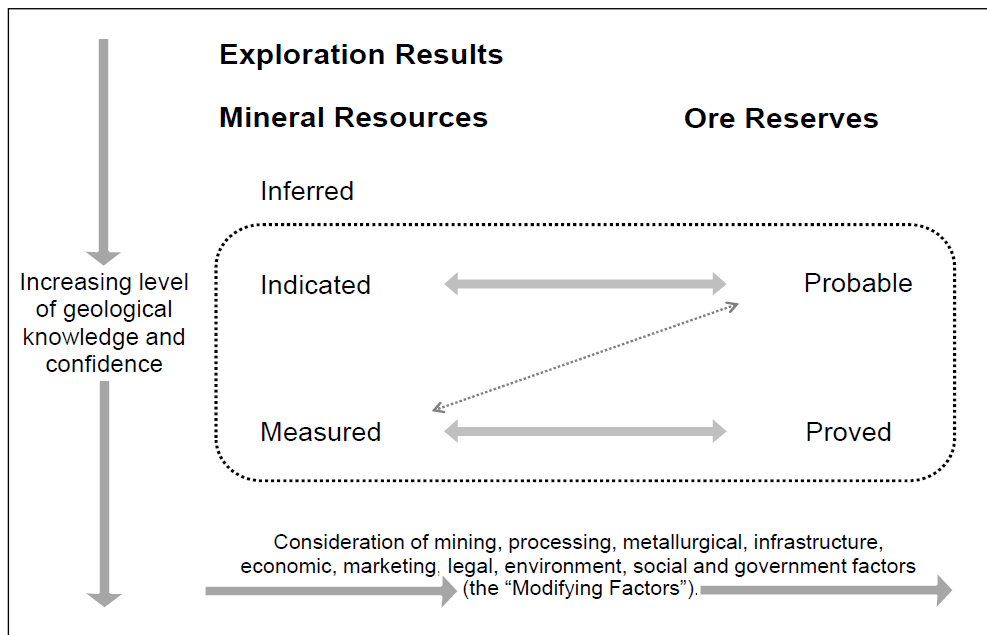 Exploration Results
Mineral Resources
Ore Reserves
Inferred
Increasing level
of geological
knowledge and
confidence
Indicated
Probable
Measured
Proved
Consideration of mining, processing, metallurgical, infrastructure,
economic, marketing, legal, environment, social and government factors
(the “Modifying Factors”).